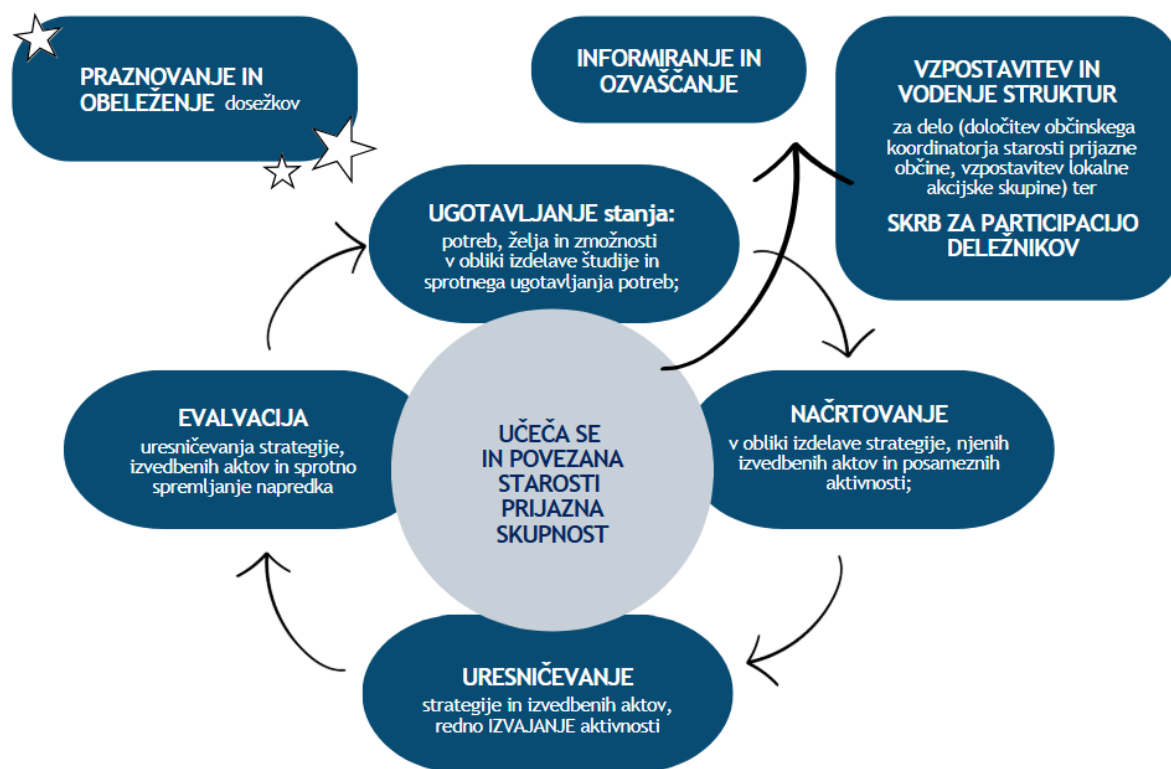 PRAZNOVANJE IN
OBELEŽENJE dosežkov
INFORMIRANJE IN
OZVAŠČANJE
VZPOSTAVITEV IN
VODENJE STRUKTUR
za delo (določitev občinskega
koordinatorja starosti prijazne
občine, vzpostavitev lokalne
akcijske skupine) ter
SKRB ZA PARTICIPACIJO
DELEŽNIKOV
UGOTAVLJANJE stanja:
potreb, želja in zmožnosti
v obliki izdelave študije in
sprotnega ugotavljanja potreb;
NAČRTOVANJE
v obliki izdelave strategije, njenih
izvedbenih aktov in posameznih
aktivnosti;
URESNIČEVANJE
strategije in izvedbenih aktov,
redno IZVAJANJE aktivnosti
EVALVACIJA
uresničevanja strategije,
izvedbenih aktov in sprotno
spremljanje napredka
UČEČA SE
IN POVEZANA
STAROSTI
PRIJAZNA
SKUPNOST